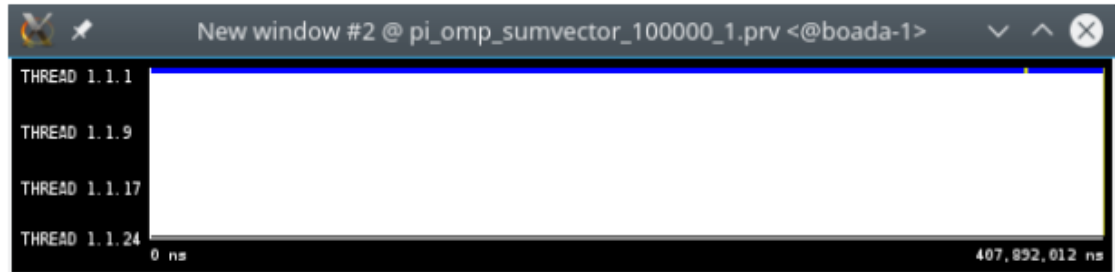 New window #2 @ pi_omp_sumvector_100000_1.prv <@boada-1>
THREAD 1.1.1
THREAD 1.1.9
THREAD 1.1.17
THREAD 1.1.24
0 ns 407,892,012 ns